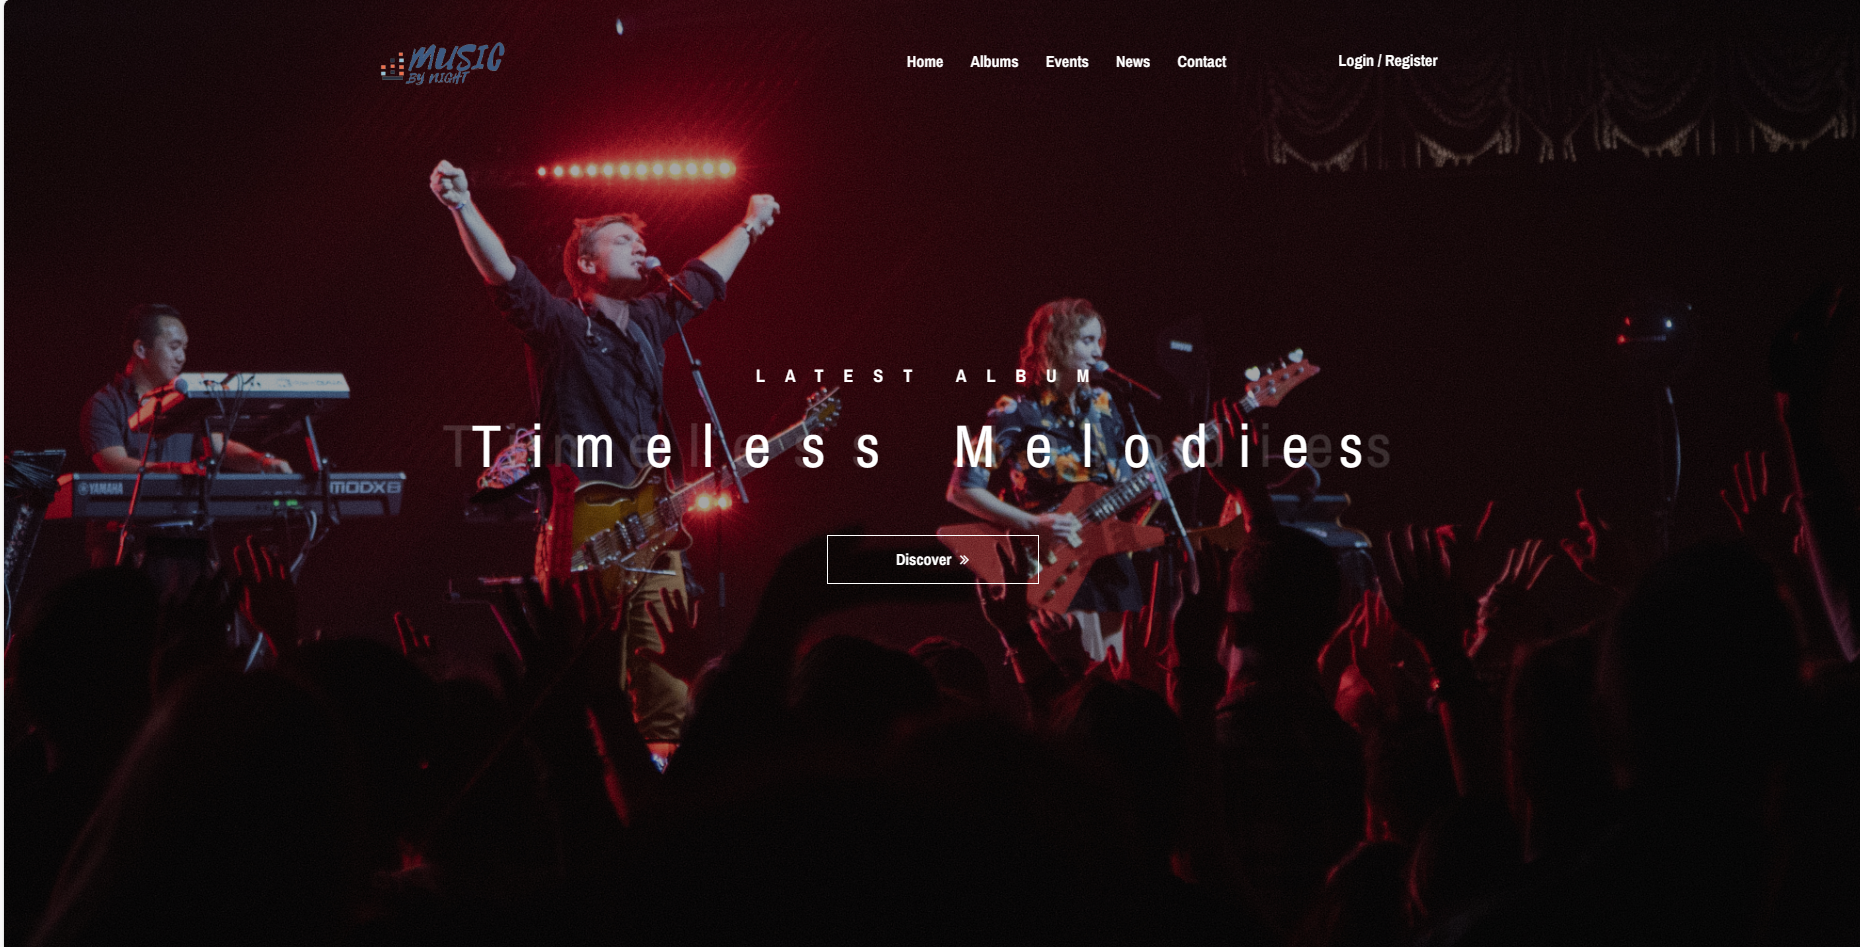 MUSIC
BY NIGHT
Home Albums Events News Contact Login / Register
LATEST ALBUM
Timeless Melodies
Discover »
YAMAHA
MODX8